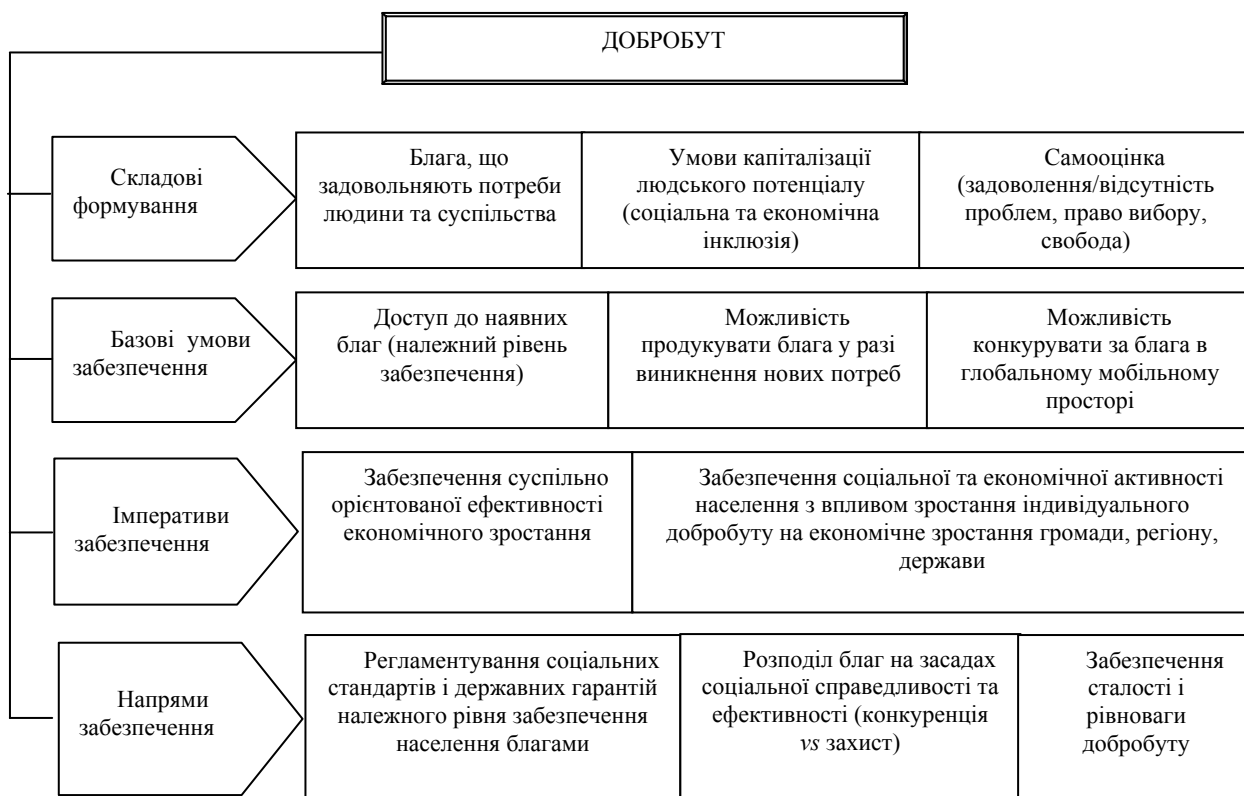 ДОБРОБУТ
Складові
формування
Блага, що
задовольняють потреби
людини та суспільства
Умови капіталізації
людського потенціалу
(соціальна та економічна
інклюзія)
Самооцінка
(задоволення/відсутність
проблем, право вибору,
свобода)
Базові умови
забезпечення
Доступ до наявних
благ (належний рівень
забезпечення)
Можливість
продукувати блага у разі
виникнення нових потреб
Можливість
конкурувати за блага в
глобальному мобільному
просторі
Імперативи
забезпечення
Забезпечення суспільно
орієнтованої ефективності
економічного зростання
Забезпечення соціальної та економічної активності
населення з впливом зростання індивідуального
добробуту на економічне зростання громади, регіону,
держави
Напрями
забезпечення
Регламентування соціальних
стандартів і державних гарантій
належного рівня забезпечення
населення благами
Розподіл благ на засадах
соціальної справедливості та
ефективності (конкуренція
vs захист)
Забезпечення
сталості і
рівноваги
добробуту